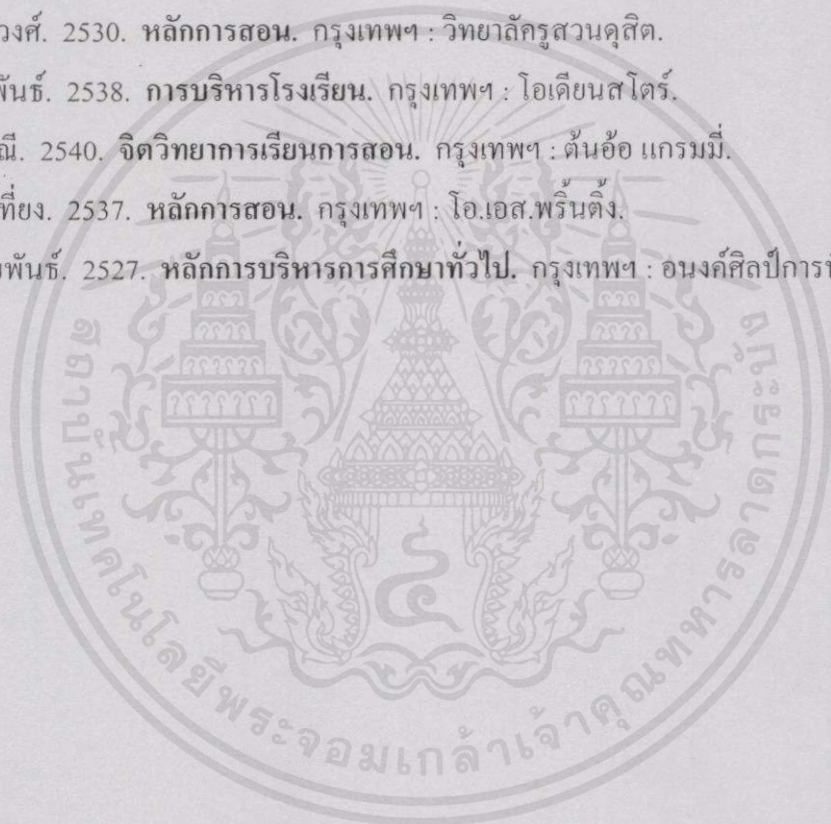 วงศ์. 2530. หลักการสอน. กรุงเทพฯ : วิทยาลัครูสวนดุสิต.
พันธ์. 2538. การบริหารโรงเรียน. กรุงเทพฯ : โอเดียนสโตร์.
ณี. 2540. จิตวิทยาการเรียนการสอน. กรุงเทพฯ : ต้นอ้อ แกรมมี่.
ที่ยง. 2537. หลักการสอน. กรุงเทพฯ : โอ.เอส.พริ้นติ้ง.
พันธ์. 2527. หลักการบริหารการศึกษาทั่วไป. กรุงเทพฯ : อนงค์ศิลป์การ
สถาบันเทคโนโลยีพระจอมเกล้าเจ้าคุณทหารลาดกระบัง